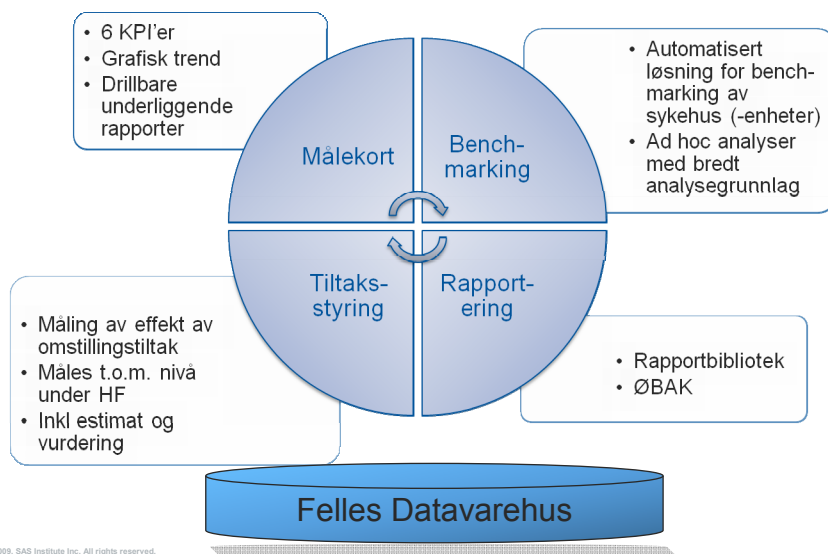 • 6 KPI'er
• Grafisk trend
• Drillbare
underliggende
rapporter
• Automatisert
løsning for bench-
marking av
sykehus (-enheter)
• Ad hoc analyser
med bredt
analysegrunnlag
Målekort
Bench-
marking
Tiltaks-
styring
Rapport-
ering
• Måling av effekt av
omstillingstiltak
• Måles t.o.m. nivå
under HF
• Inkl estimat og
vurdering
• Rapportbibliotek
• ØBAK
Felles Datavarehus
009, SAS Institute Inc. All rights reserved.